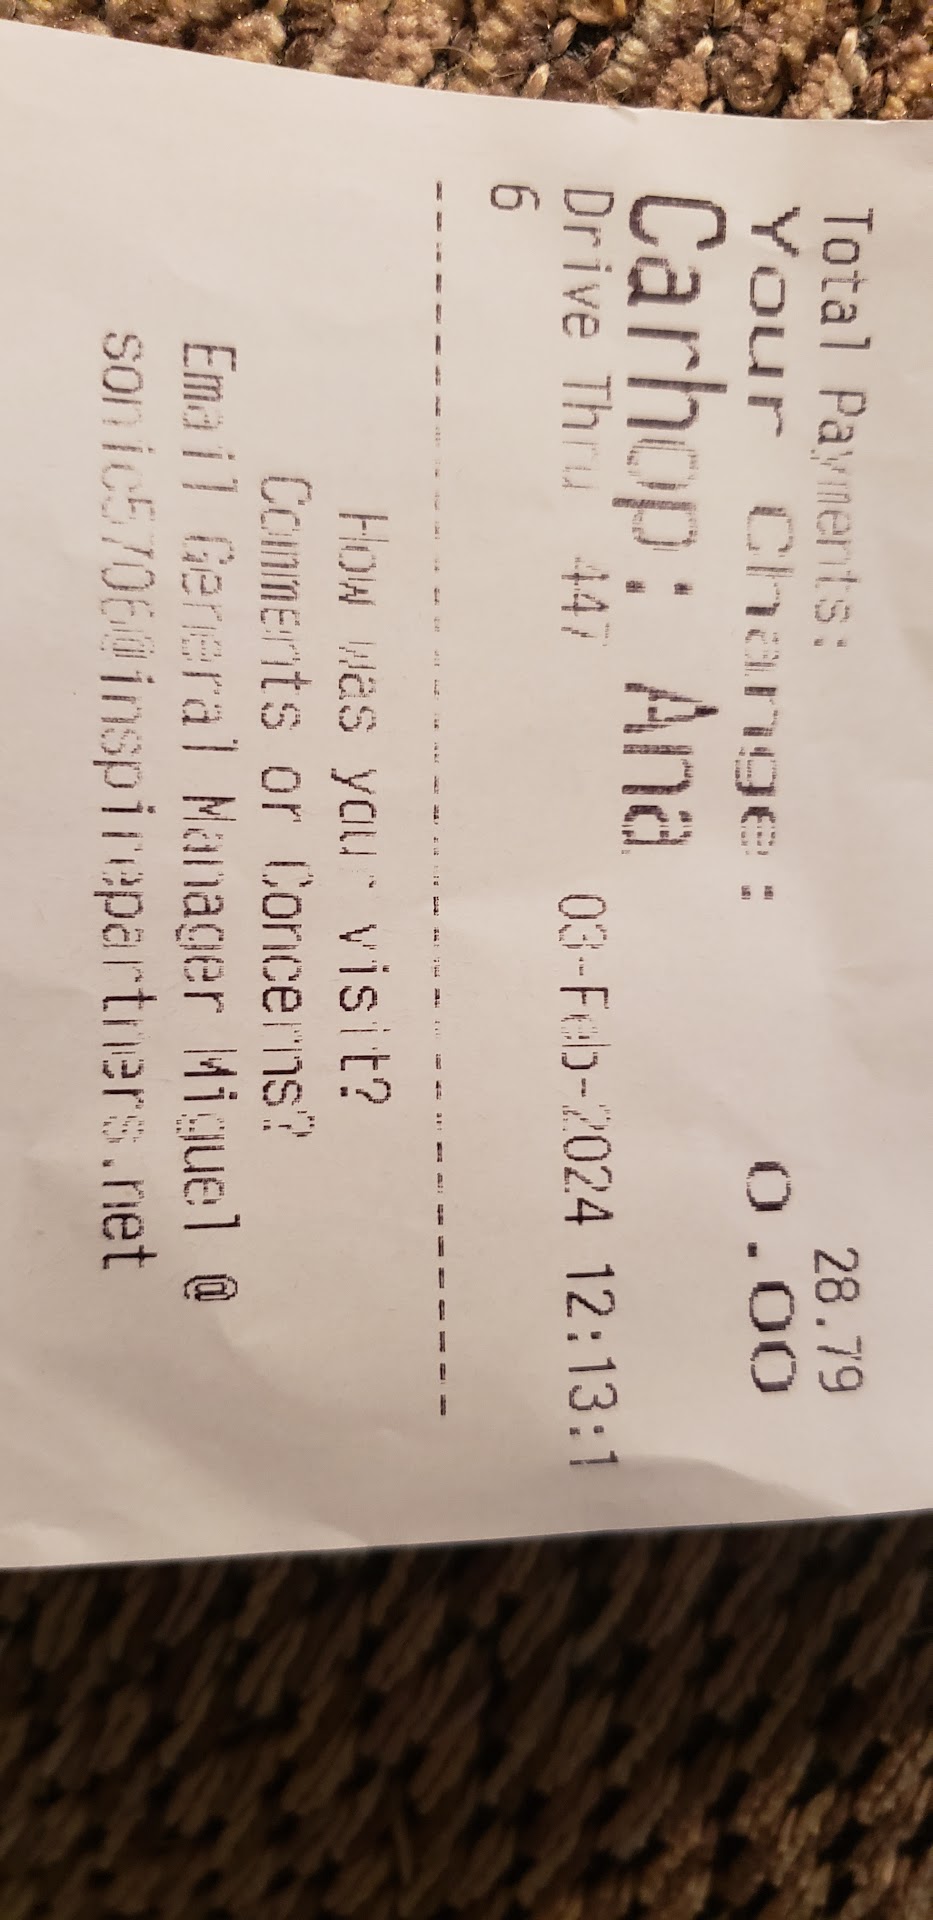 Total Payments: 28.79
Your Change: 0.00
Carhop: Ana
Drive Thru 447 03-Feb-2024 12:13:1
6
--------------------------------------------
How was your visit?
Comments or Concerns?
Email General Manager Miguel @
sonic5706@inspirepartners.net